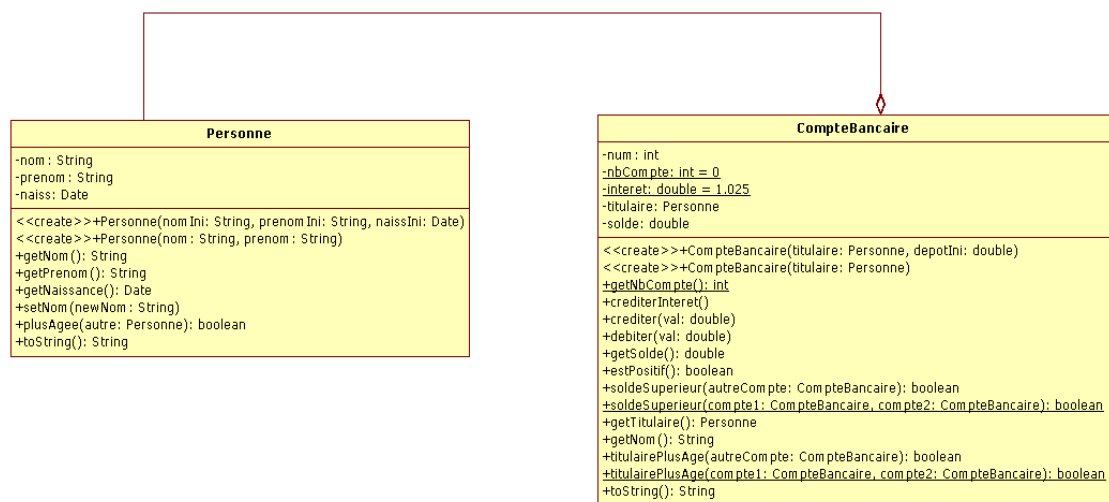 Personne
-nom : String
-prenom : String
-naiss: Date
<<create>>+Personne(nomIni: String, prenomIni: String, naissIni: Date)
<<create>>+Personne(nom : String, prenom : String)
+getNom(): String
+getPrenom(): String
+getNaissance(): Date
+setNom(newNom : String)
+plusAgee(autre: Personne): boolean
+toString(): String
CompteBancaire
-num : int
-nbCompte: int = 0
-interet: double = 1.025
-titulaire: Personne
-solde: double
<<create>>+CompteBancaire(titulaire: Personne, depotIni: double)
<<create>>+CompteBancaire(titulaire: Personne)
+getNbCompte(): int
+crediterInteret()
+crediter(val: double)
+debiter(val: double)
+getSolde(): double
+estPositif(): boolean
+soldeSuperieur(autreCompte: CompteBancaire): boolean
+soldeSuperieur(compte1: CompteBancaire, compte2: CompteBancaire): boolean
+getTitulaire(): Personne
+getNom(): String
+titulairePlusAge(autreCompte: CompteBancaire): boolean
+titulairePlusAge(compte1: CompteBancaire, compte2: CompteBancaire): boolean
+toString(): String